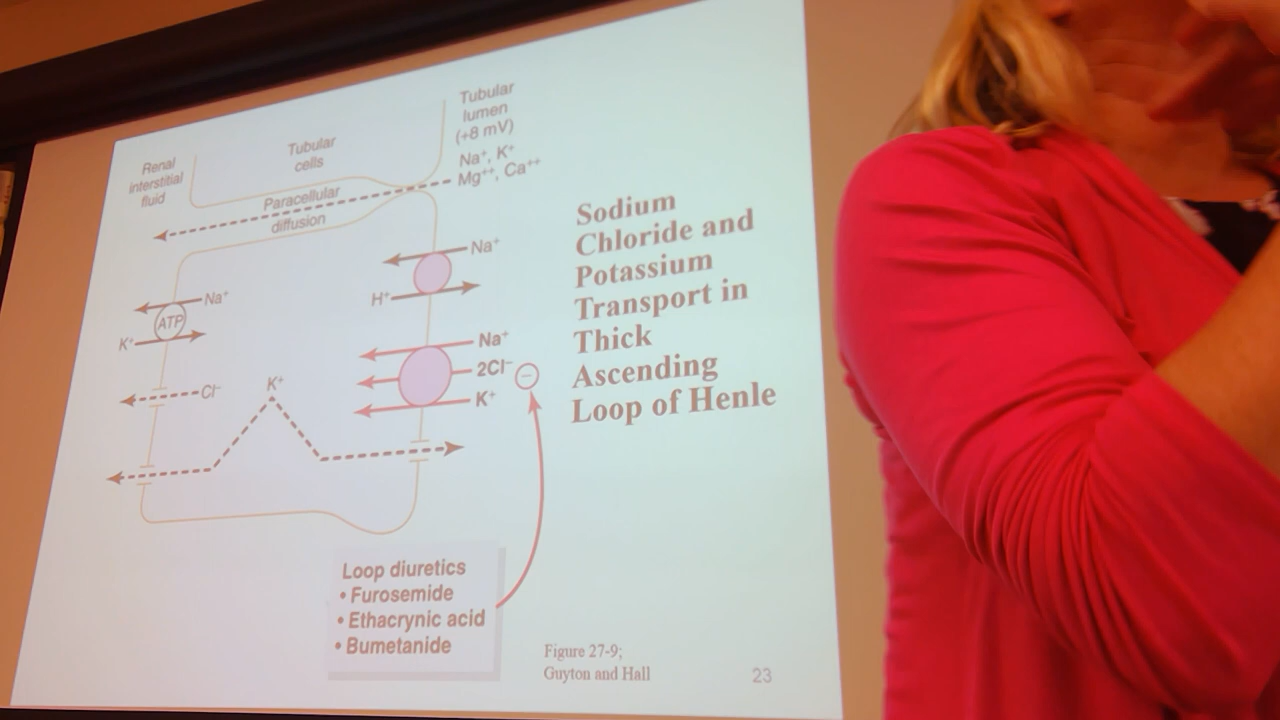 Tubular
lumen
(+8 mV)
Na⁺, K⁺
Mg⁺⁺, Ca⁺⁺
Tubular
cells
Renal
interstitial
fluid
Paracellular
diffusion
Na⁺
H⁺
Na⁺
ATP
K⁺
Na⁺
2Cl⁻
K⁺
−
Cl⁻
K⁺
Sodium
Chloride and
Potassium
Transport in
Thick
Ascending
Loop of Henle
Loop diuretics
• Furosemide
• Ethacrynic acid
• Bumetanide
Figure 27-9;
Guyton and Hall
23